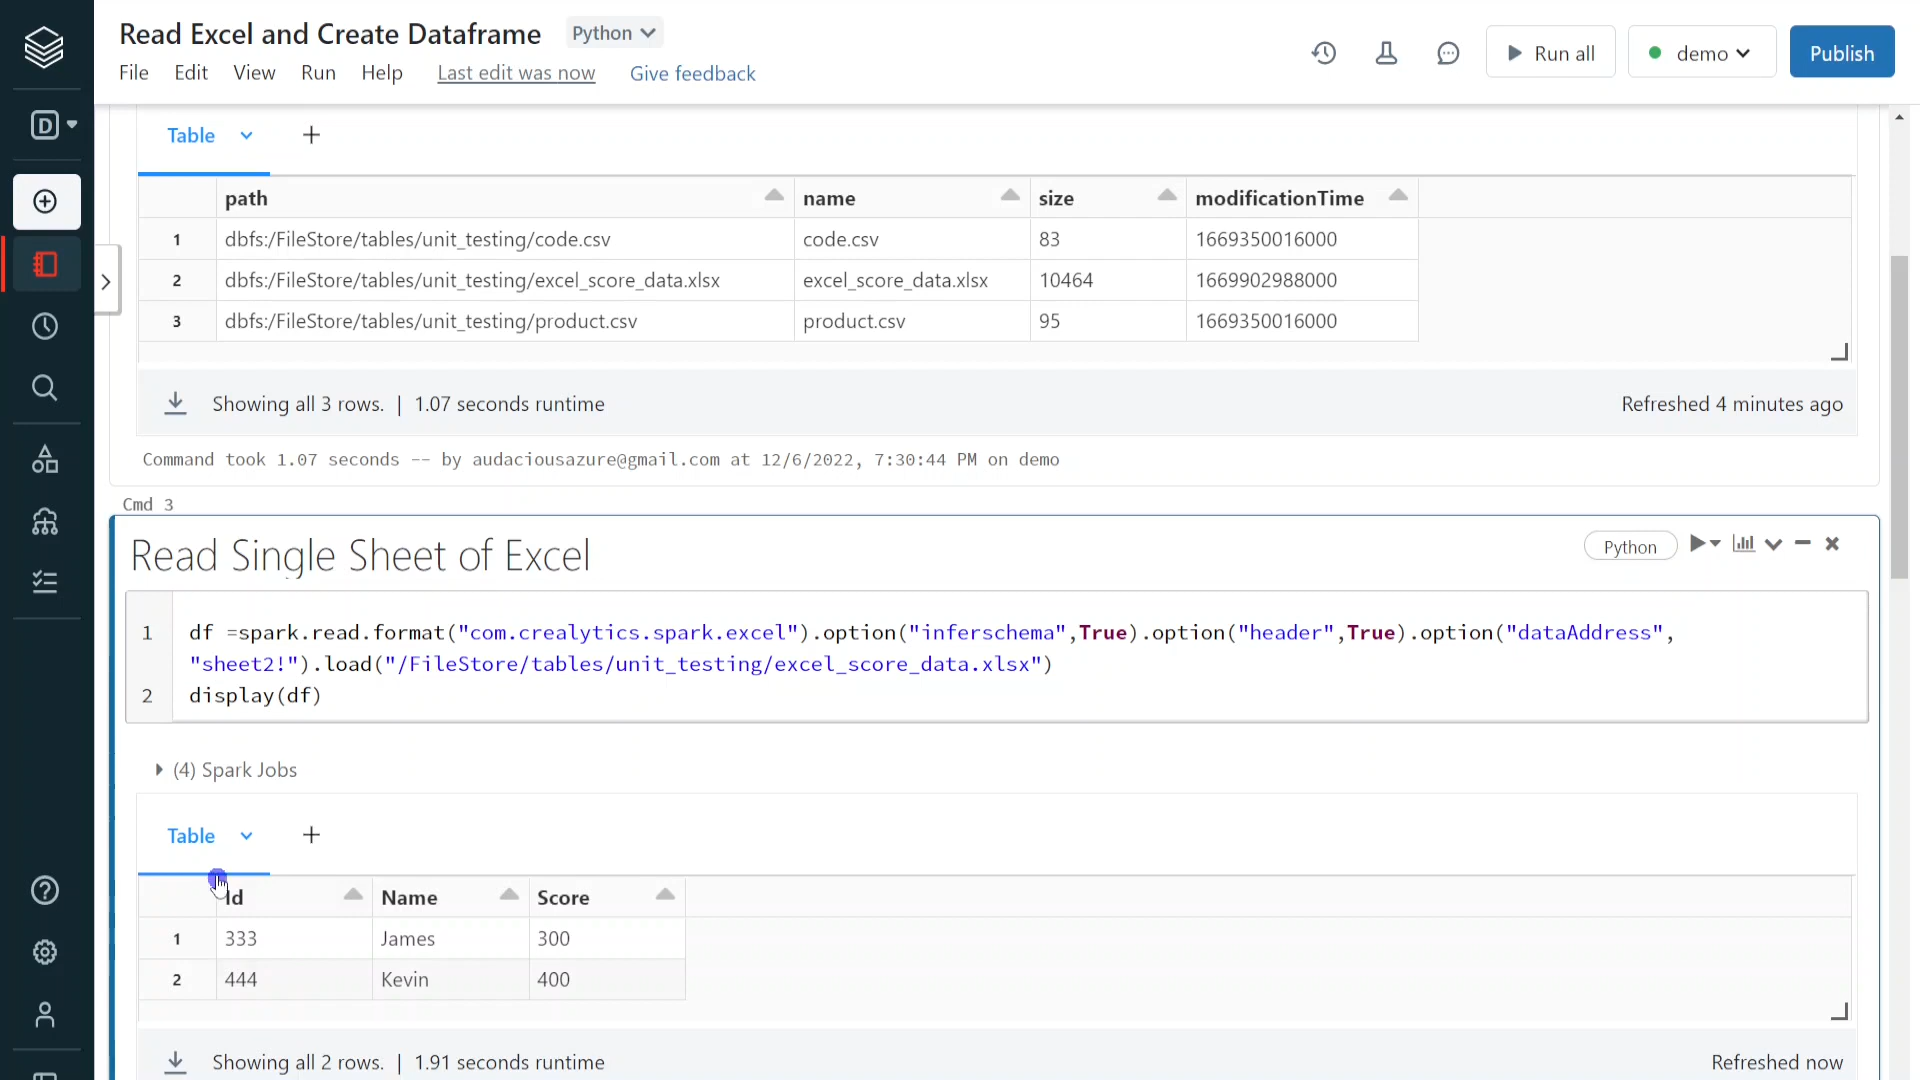 Read Excel and Create Dataframe Python
File Edit View Run Help Last edit was now Give feedback
Run all
demo
Publish
D
Table +
path name size modificationTime
1 dbfs:/FileStore/tables/unit_testing/code.csv code.csv 83 1669350016000
2 dbfs:/FileStore/tables/unit_testing/excel_score_data.xlsx excel_score_data.xlsx 10464 1669902988000
3 dbfs:/FileStore/tables/unit_testing/product.csv product.csv 95 1669350016000
Showing all 3 rows. | 1.07 seconds runtime Refreshed 4 minutes ago
Command took 1.07 seconds -- by audaciousazure@gmail.com at 12/6/2022, 7:30:44 PM on demo
Cmd 3
Read Single Sheet of Excel
Python
1 df =spark.read.format("com.crealytics.spark.excel").option("inferschema",True).option("header",True).option("dataAddress",
"sheet2!").load("/FileStore/tables/unit_testing/excel_score_data.xlsx")
2 display(df)
(4) Spark Jobs
Table +
Id Name Score
1 333 James 300
2 444 Kevin 400
Showing all 2 rows. | 1.91 seconds runtime Refreshed now